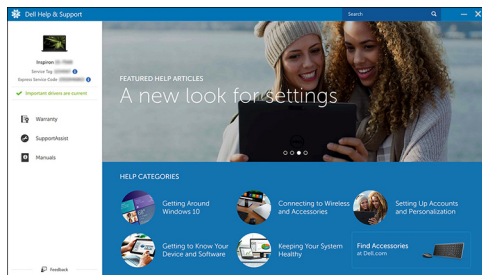 Dell Help & Support
Search
Inspiron
Service Tag
Express Service Code
Important drivers are current
Warranty
SupportAssist
Manuals
Feedback
FEATURED HELP ARTICLES
A new look for settings
HELP CATEGORIES
Getting Around
Windows 10
Connecting to Wireless
and Accessories
Setting Up Accounts
and Personalization
Getting to Know Your
Device and Software
Keeping Your System
Healthy
Find Accessories
at Dell.com